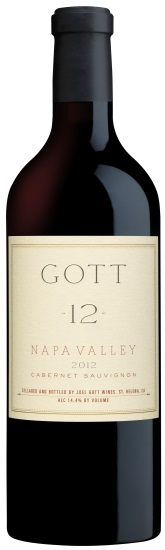 GOTT
-12-
NAPA VALLEY
2012
CABERNET SAUVIGNON
CELLARED AND BOTTLED BY JOEL GOTT WINES, ST. HELENA, CA
ALC 14.4% BY VOLUME